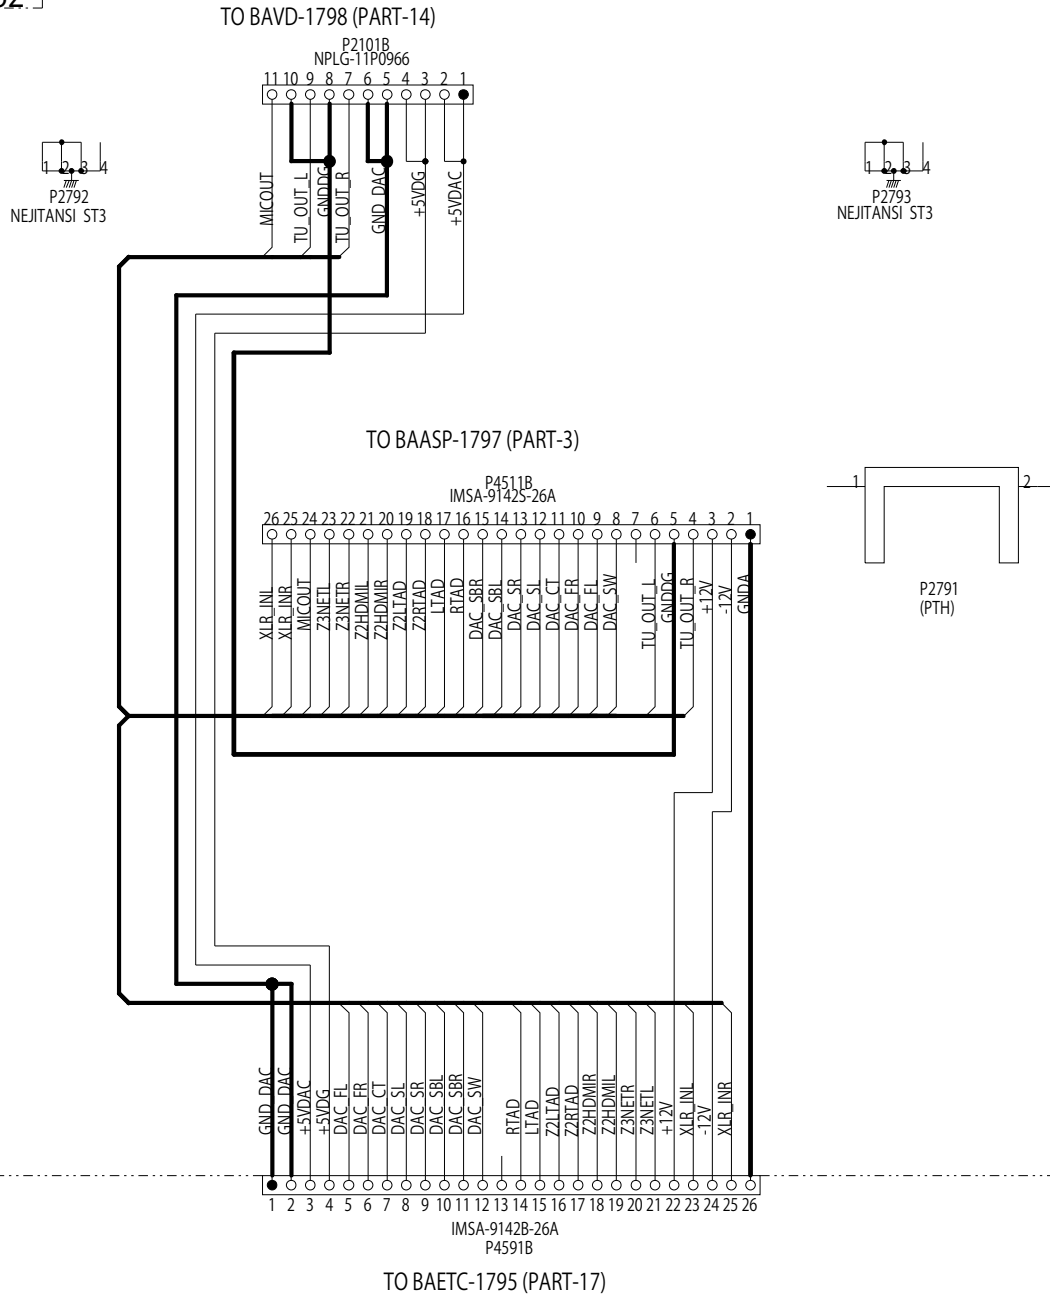 TO BAVD-1798 (PART-14)
P2101B
NPLG-11P0966
11 10 9 8 7 6 5 4 3 2 1
MICOUT
TU_OUT_L
GNDDG
TU_OUT_R
GND_DAC
+5VDG
+5VDAC
1 2 3 4
P2792
NEJITANSI ST3
1 2 3 4
P2793
NEJITANSI ST3
TO BAASP-1797 (PART-3)
P4511B
IMSA-9142S-26A
26 25 24 23 22 21 20 19 18 17 16 15 14 13 12 11 10 9 8 7 6 5 4 3 2 1
XLR_INL
XLR_INR
MICOUT
Z3NETL
Z3NETR
Z2HDMIL
Z2HDMIR
Z2LTAD
Z2RTAD
LTAD
RTAD
DAC_SBR
DAC_SBL
DAC_SR
DAC_SL
DAC_CT
DAC_FR
DAC_FL
DAC_SW
TU_OUT_L
GNDDG
TU_OUT_R
+12V
-12V
GNDA
1 2
P2791
(PTH)
GND_DAC
GND_DAC
+5VDAC
+5VDG
DAC_FL
DAC_FR
DAC_CT
DAC_SL
DAC_SR
DAC_SBL
DAC_SBR
DAC_SW
RTAD
LTAD
Z2LTAD
Z2RTAD
Z2HDMIR
Z2HDMIL
Z3NETR
Z3NETL
+12V
XLR_INL
-12V
XLR_INR
1 2 3 4 5 6 7 8 9 10 11 12 13 14 15 16 17 18 19 20 21 22 23 24 25 26
IMSA-9142B-26A
P4591B
TO BAETC-1795 (PART-17)